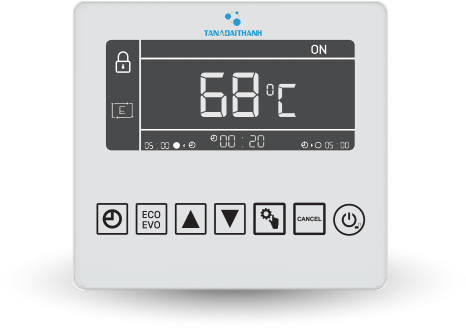 TANADAITHANH
ON
68°C
E
05:00 00:20 05:00
ECO
EVO
CANCEL